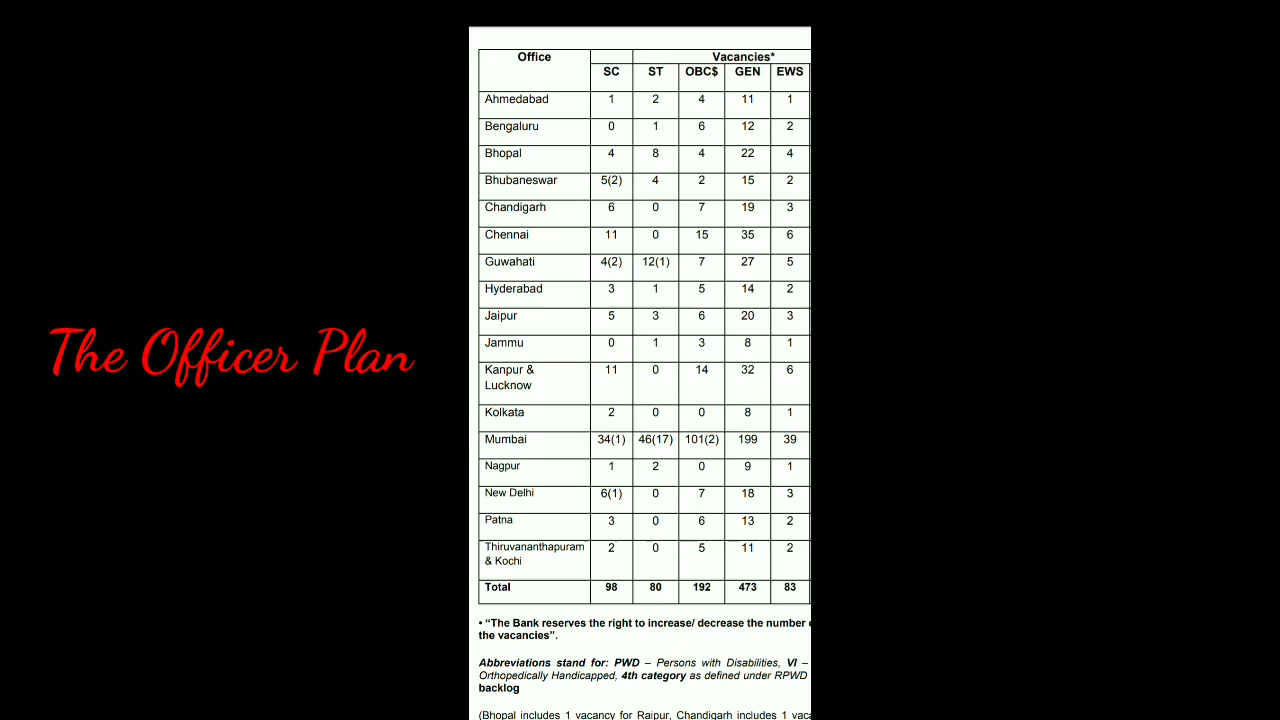 The Officer Plan
Office Vacancies*
SC ST OBC$ GEN EWS
Ahmedabad 1 2 4 11 1
Bengaluru 0 1 6 12 2
Bhopal 4 8 4 22 4
Bhubaneswar 5(2) 4 2 15 2
Chandigarh 6 0 7 19 3
Chennai 11 0 15 35 6
Guwahati 4(2) 12(1) 7 27 5
Hyderabad 3 1 5 14 2
Jaipur 5 3 6 20 3
Jammu 0 1 3 8 1
Kanpur & 11 0 14 32 6
Lucknow
Kolkata 2 0 0 8 1
Mumbai 34(1) 46(17) 101(2) 199 39
Nagpur 1 2 0 9 1
New Delhi 6(1) 0 7 18 3
Patna 3 0 6 13 2
Thiruvananthapuram 2 0 5 11 2
& Kochi
Total 98 80 192 473 83
• “The Bank reserves the right to increase/ decrease the number
the vacancies”.
Abbreviations stand for: PWD – Persons with Disabilities, VI –
Orthopedically Handicapped, 4th category as defined under RPWD
backlog
(Bhopal includes 1 vacancy for Raipur, Chandigarh includes 1